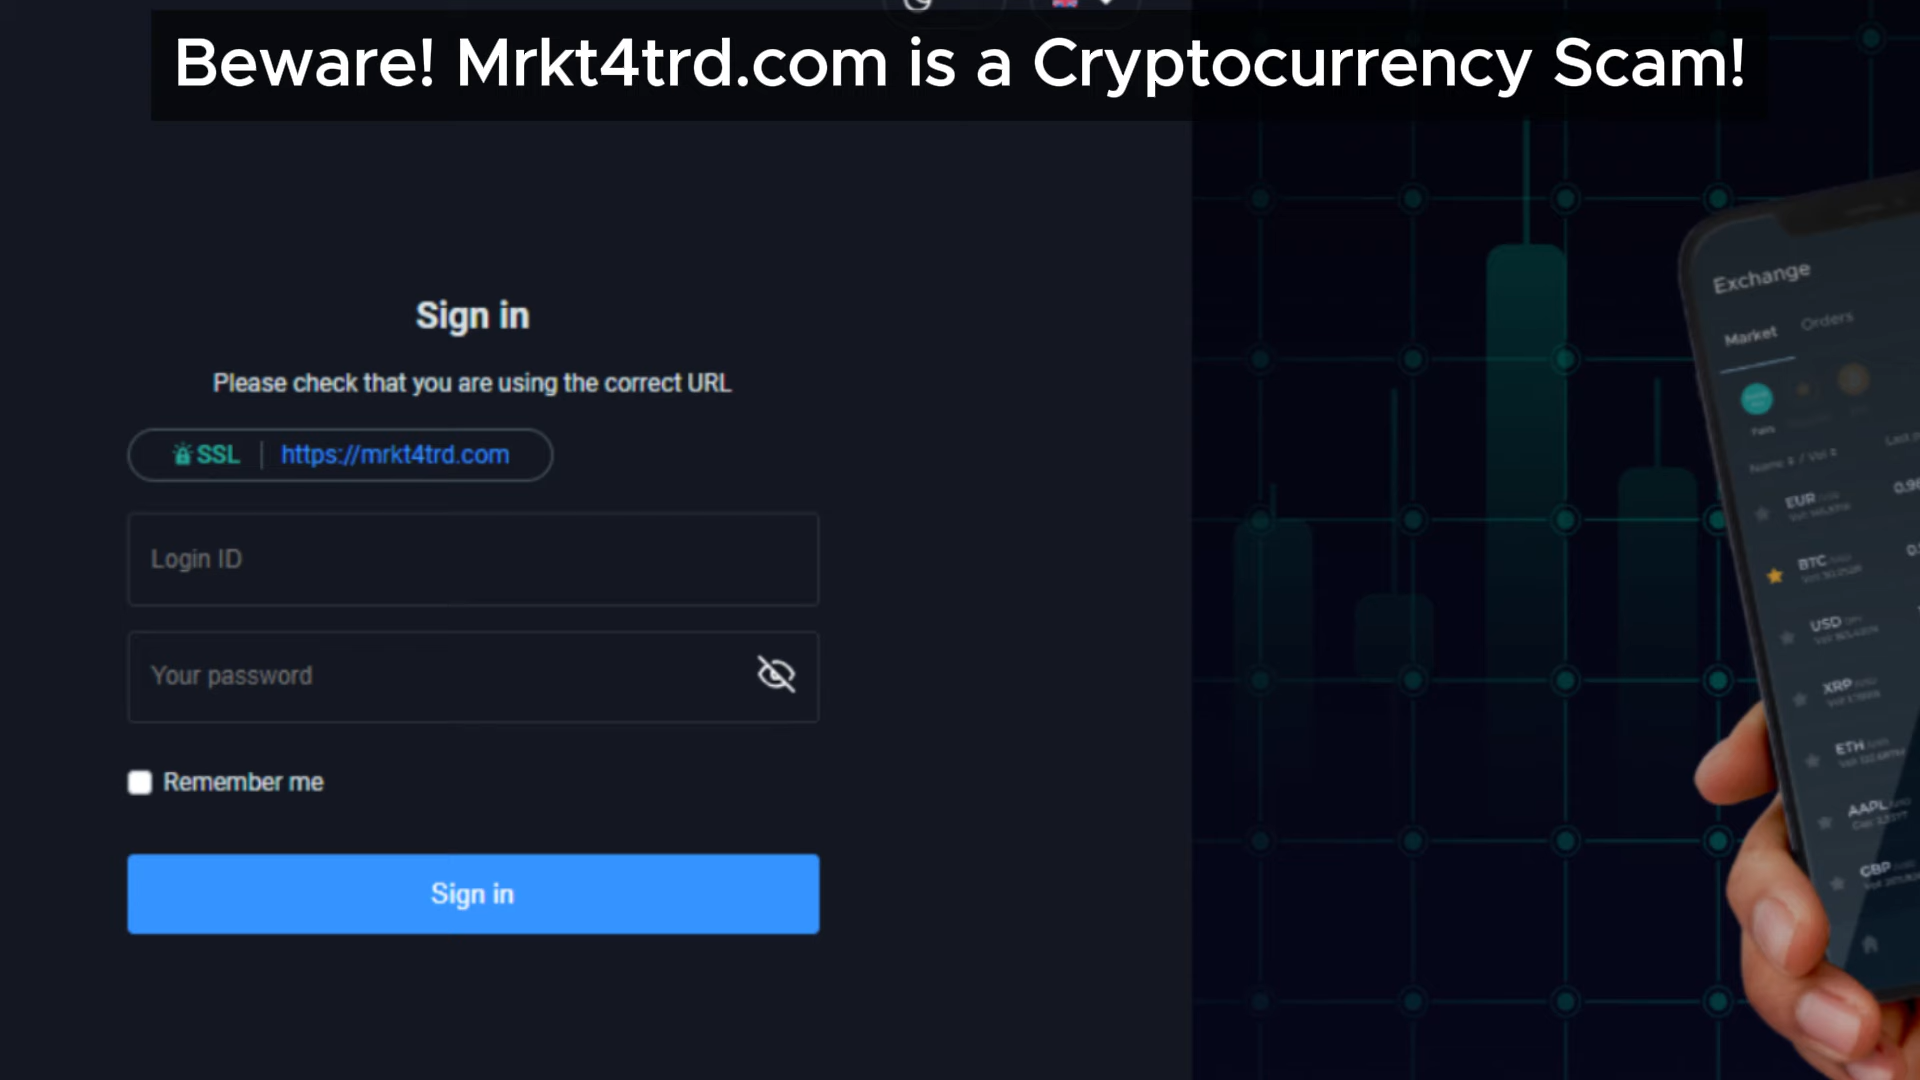 Beware! Mrkt4trd.com is a Cryptocurrency Scam!
Sign in
Please check that you are using the correct URL
SSL https://mrkt4trd.com
Login ID
Your password
Remember me
Sign in
Exchange
Market Orders
EUR
BTC
USD
XRP
ETH
AAPL
GBP